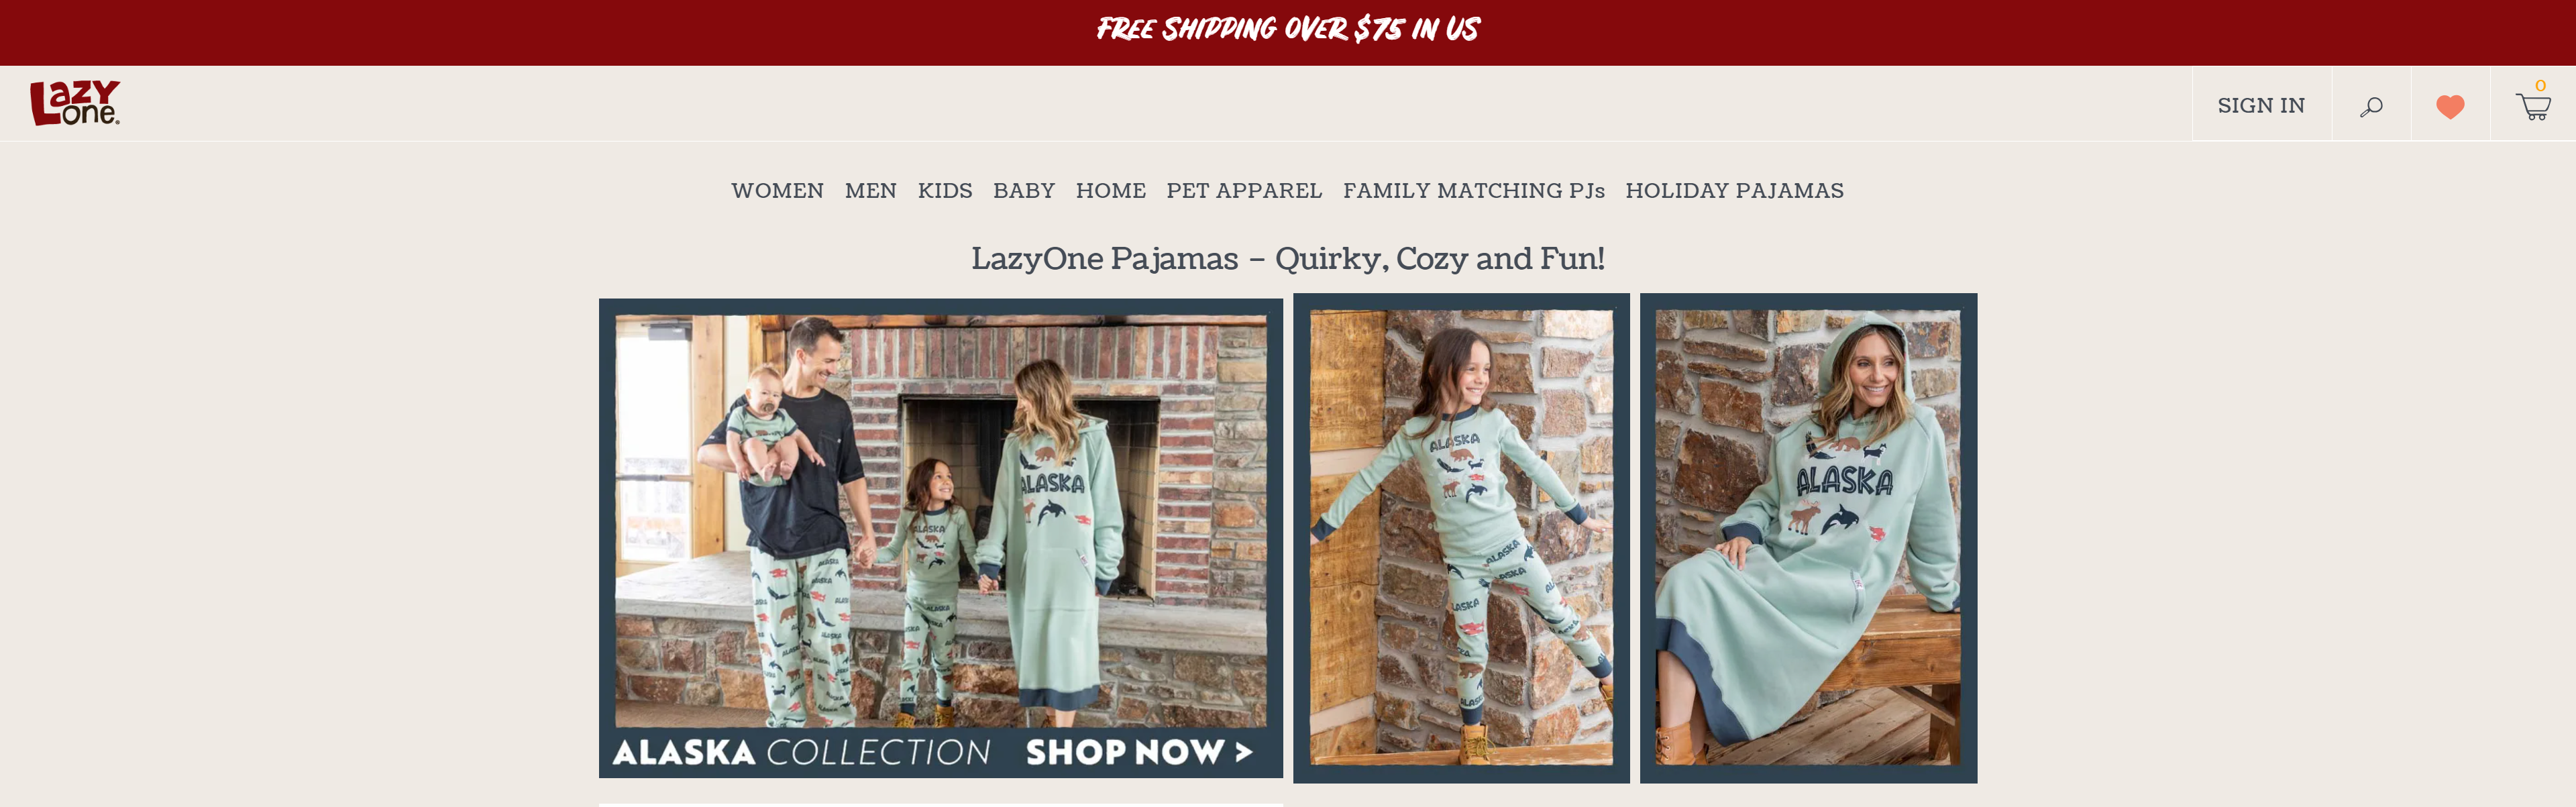 FREE SHIPPING OVER $75 IN US
Lazy
one®
SIGN IN
0
WOMEN MEN KIDS BABY HOME PET APPAREL FAMILY MATCHING PJs HOLIDAY PAJAMAS
LazyOne Pajamas – Quirky, Cozy and Fun!
ALASKA
ALASKA
ALASKA
ALASKA
ALASKA COLLECTION SHOP NOW >